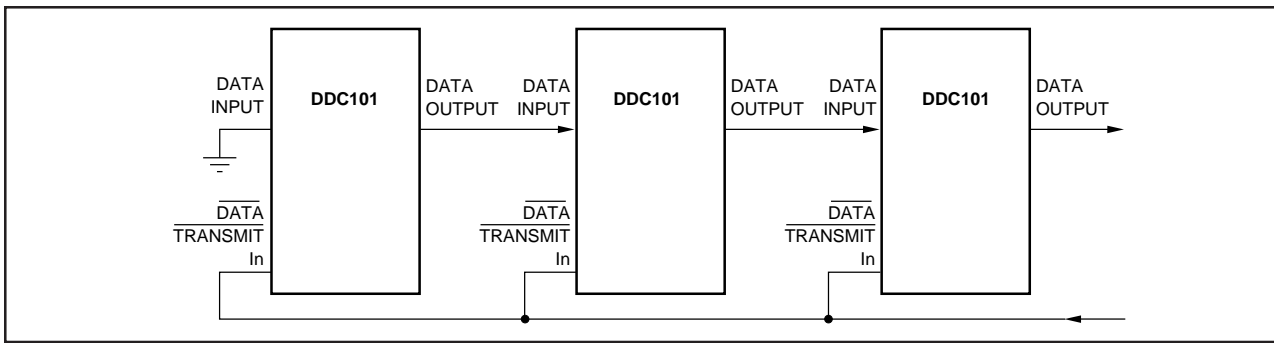 DATA
INPUT
DDC101
DATA
OUTPUT
DATA
INPUT
DDC101
DATA
OUTPUT
DATA
INPUT
DDC101
DATA
OUTPUT
DATA
TRANSMIT
In
DATA
TRANSMIT
In
DATA
TRANSMIT
In